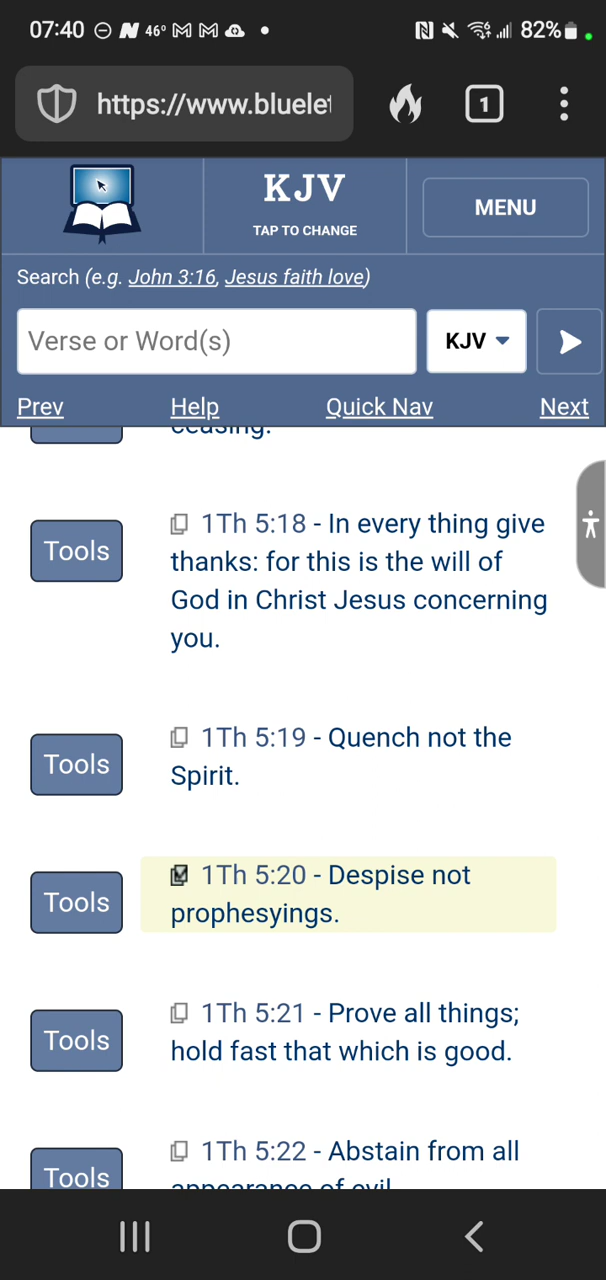 07:40 46° 82%
https://www.bluelet
1
KJV
TAP TO CHANGE
MENU
Search (e.g. John 3:16, Jesus faith love)
Verse or Word(s)
KJV
Prev Help Quick Nav Next
ceasing.
Tools
1Th 5:18 - In every thing give
thanks: for this is the will of
God in Christ Jesus concerning
you.
Tools
1Th 5:19 - Quench not the
Spirit.
Tools
1Th 5:20 - Despise not
prophesyings.
Tools
1Th 5:21 - Prove all things;
hold fast that which is good.
Tools
1Th 5:22 - Abstain from all
appearance of evil